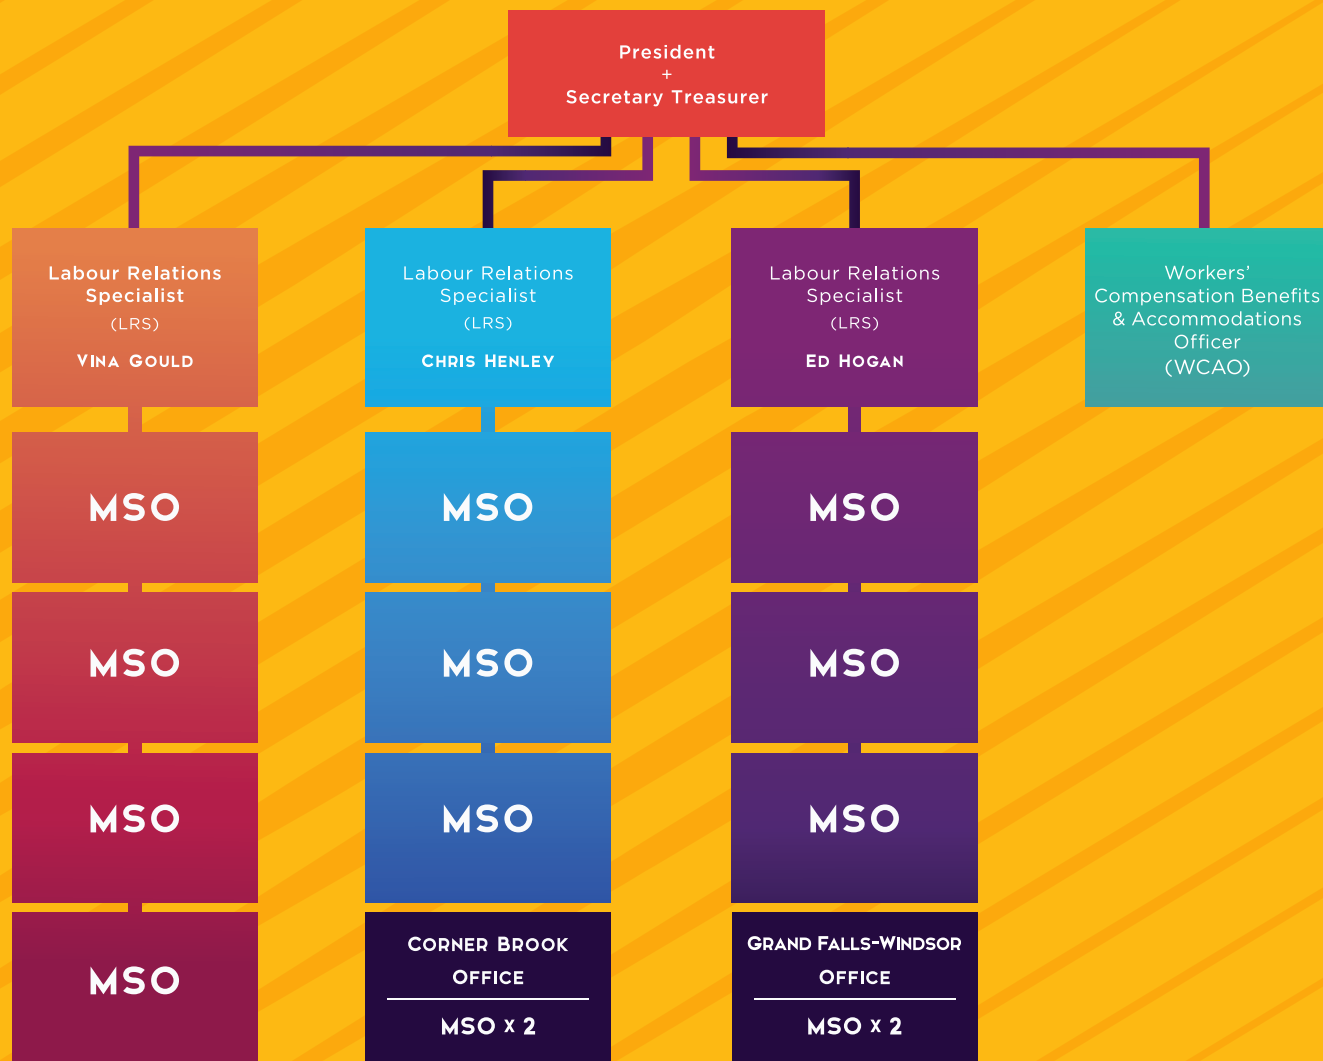 President
+
Secretary Treasurer
Labour Relations
Specialist
(LRS)
VINA GOULD
Labour Relations
Specialist
(LRS)
CHRIS HENLEY
Labour Relations
Specialist
(LRS)
ED HOGAN
Workers’
Compensation Benefits
& Accommodations
Officer
(WCAO)
MSO
MSO
MSO
MSO
MSO
MSO
MSO
MSO
MSO
MSO
CORNER BROOK
OFFICE
MSO x 2
GRAND FALLS-WINDSOR
OFFICE
MSO x 2